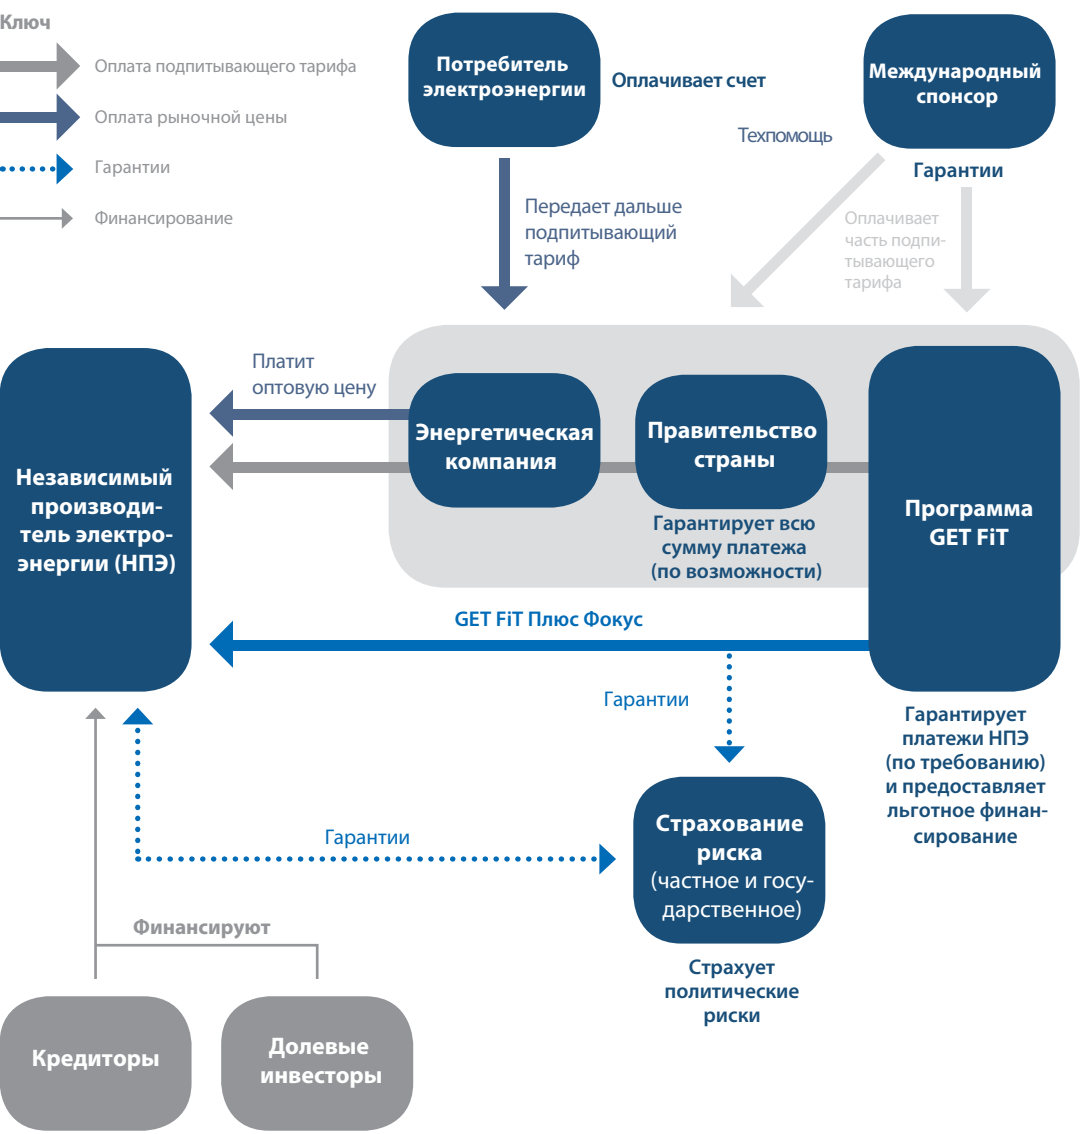 Ключ
Оплата подпитывающего тарифа
Оплата рыночной цены
Гарантии
Финансирование
Потребитель
электроэнергии
Оплачивает счет
Международный
спонсор
Техпомощь
Гарантии
Передает дальше
подпитывающий
тариф
Оплачивает
часть подпи-
тывающего
тарифа
Платит
оптовую цену
Независимый
производи-
тель электро-
энергии (НПЭ)
Энергетическая
компания
Правительство
страны
Гарантирует всю
сумму платежа
(по возможности)
Программа
GET FiT
GET FiT Плюс Фокус
Гарантии
Гарантирует
платежи НПЭ
(по требованию)
и предоставляет
льготное финан-
сирование
Гарантии
Страхование
риска
(частное и госу-
дарственное)
Страхует
политические
риски
Финансируют
Кредиторы
Долевые
инвесторы